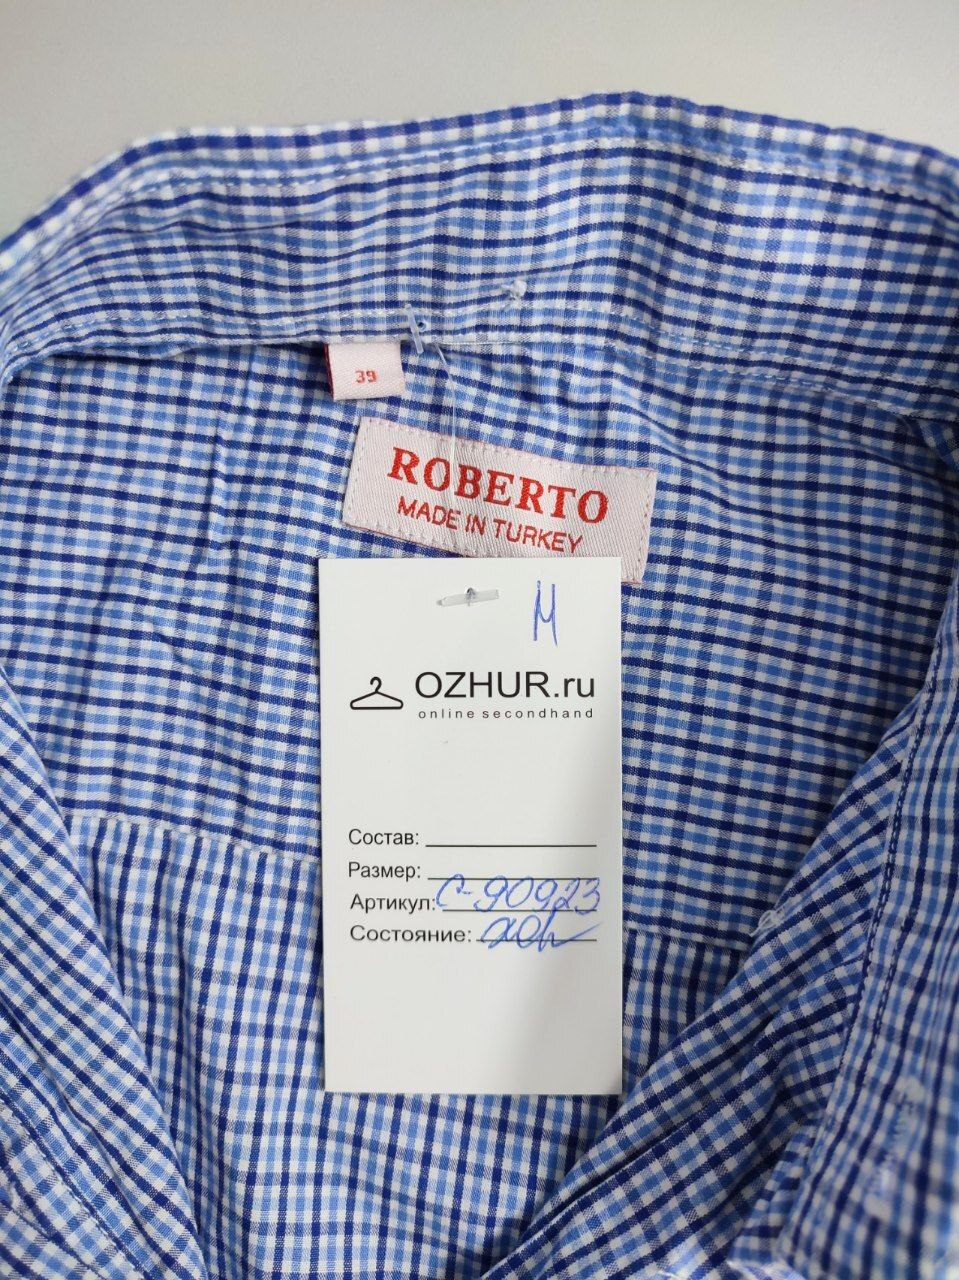 39
ROBERTO
MADE IN TURKEY
M
OZHUR.ru
online secondhand
Состав:
Размер:
Артикул: С-90923
Состояние: хор